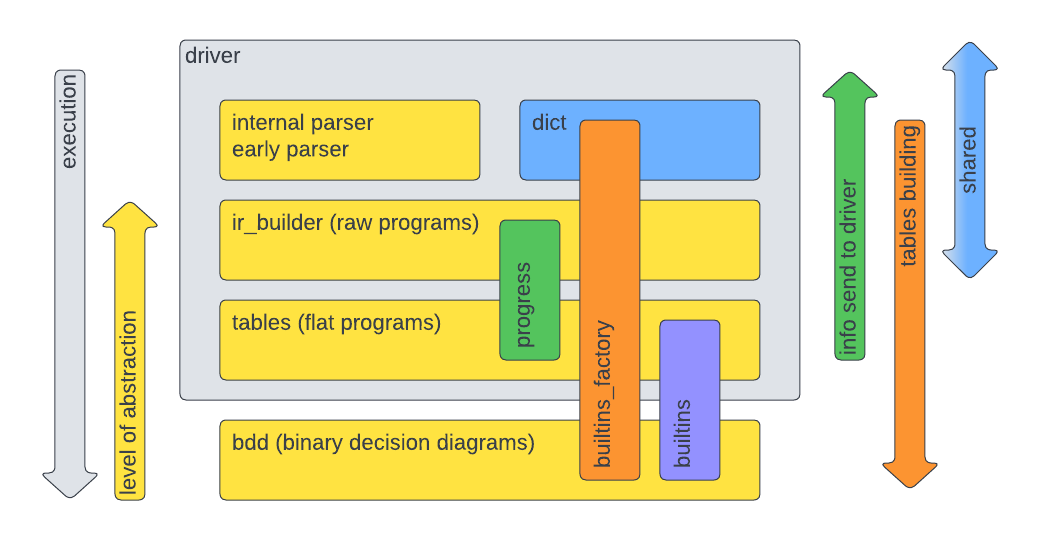 driver
execution
internal parser
early parser
dict
ir_builder (raw programs)
progress
tables (flat programs)
builtins_factory
builtins
bdd (binary decision diagrams)
level of abstraction
info send to driver
tables building
shared